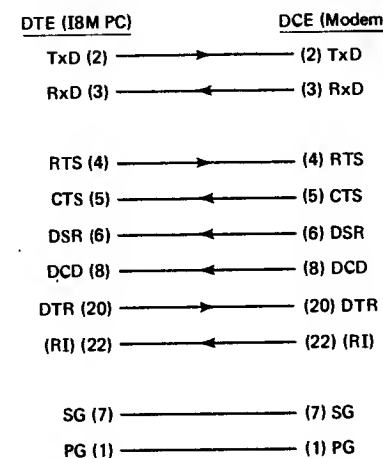 DTE (I8M PC) DCE (Modem
TxD (2) (2) TxD
RxD (3) (3) RxD
RTS (4) (4) RTS
CTS (5) (5) CTS
DSR (6) (6) DSR
DCD (8) (8) DCD
DTR (20) (20) DTR
(RI) (22) (22) (RI)
SG (7) (7) SG
PG (1) (1) PG